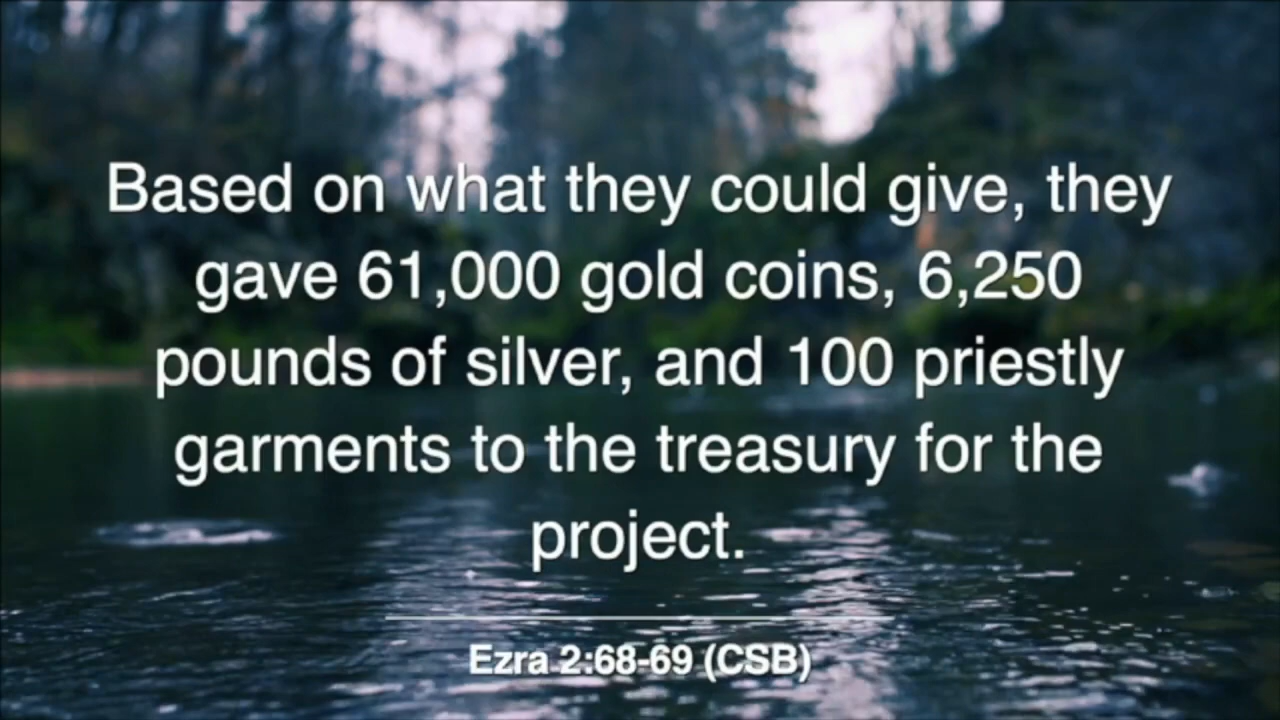 Based on what they could give, they
gave 61,000 gold coins, 6,250
pounds of silver, and 100 priestly
garments to the treasury for the
project.
Ezra 2:68-69 (CSB)